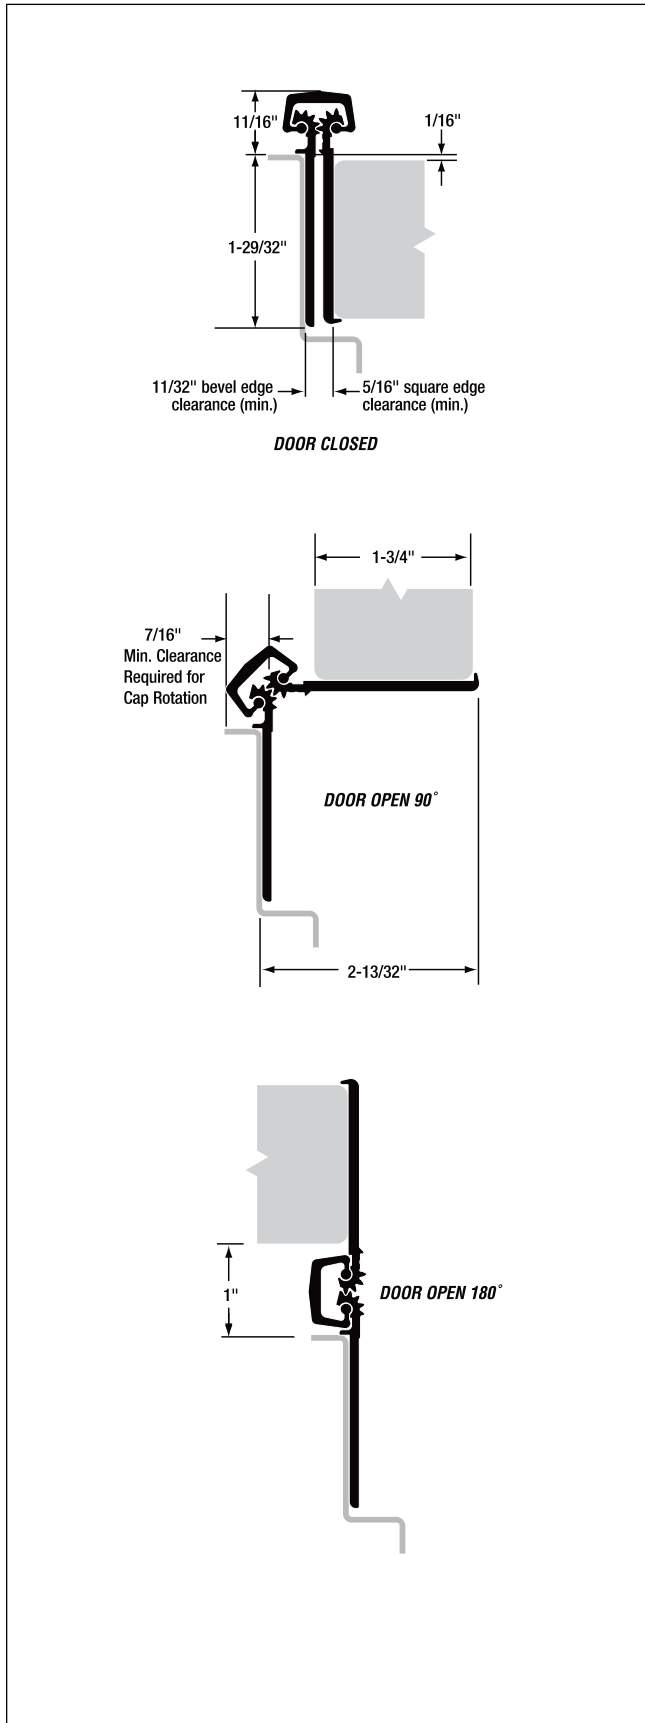 11/16"
1/16"
1-29/32"
11/32" bevel edge
clearance (min.)
5/16" square edge
clearance (min.)
DOOR CLOSED
1-3/4"
7/16"
Min. Clearance
Required for
Cap Rotation
DOOR OPEN 90°
2-13/32"
1"
DOOR OPEN 180°